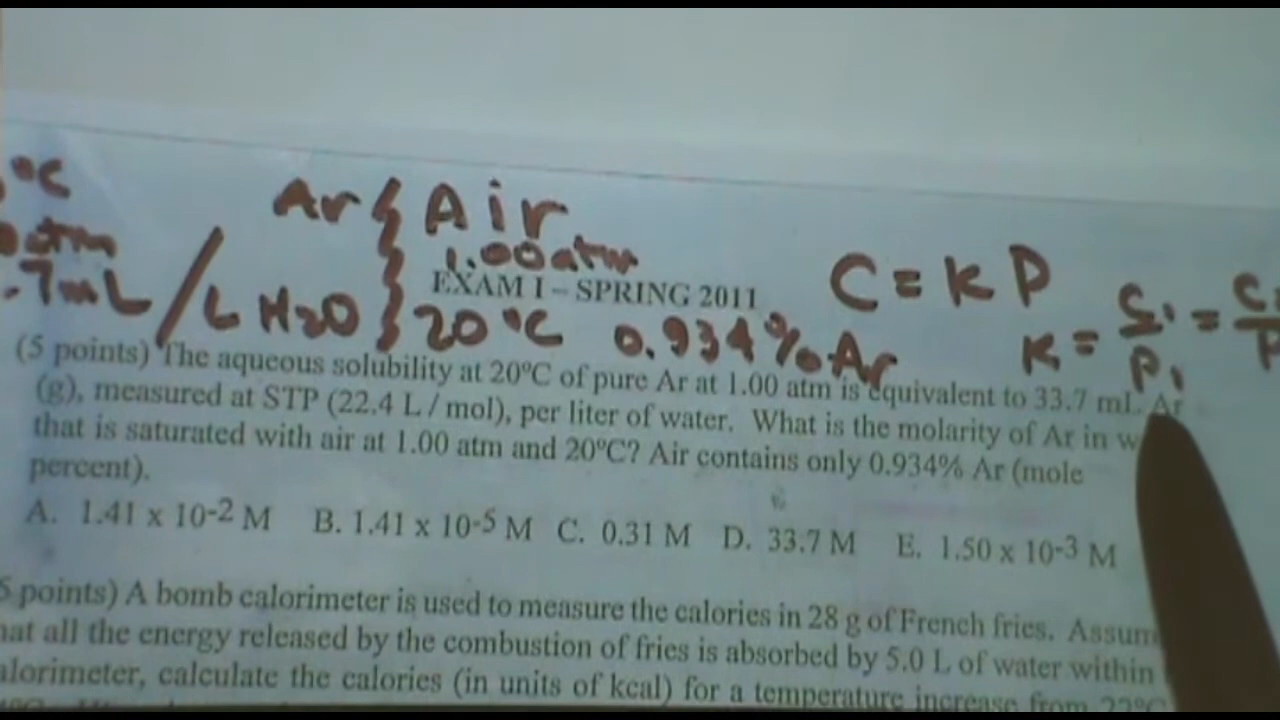 °C
atm
.7mL/L H2O
Ar { Air
1.00atm
20°C 0.934% Ar
C = K P
K = C1/P1 =
EXAM I – SPRING 2011
(5 points) The aqueous solubility at 20ºC of pure Ar at 1.00 atm is equivalent to 33.7 mL Ar
(g), measured at STP (22.4 L / mol), per liter of water. What is the molarity of Ar in w
that is saturated with air at 1.00 atm and 20ºC? Air contains only 0.934% Ar (mole
percent).
A. 1.41 x 10-2 M B. 1.41 x 10-5 M C. 0.31 M D. 33.7 M E. 1.50 x 10-3 M
5 points) A bomb calorimeter is used to measure the calories in 28 g of French fries. Assum
hat all the energy released by the combustion of fries is absorbed by 5.0 L of water within
alorimeter, calculate the calories (in units of kcal) for a temperature increase from 22ºC